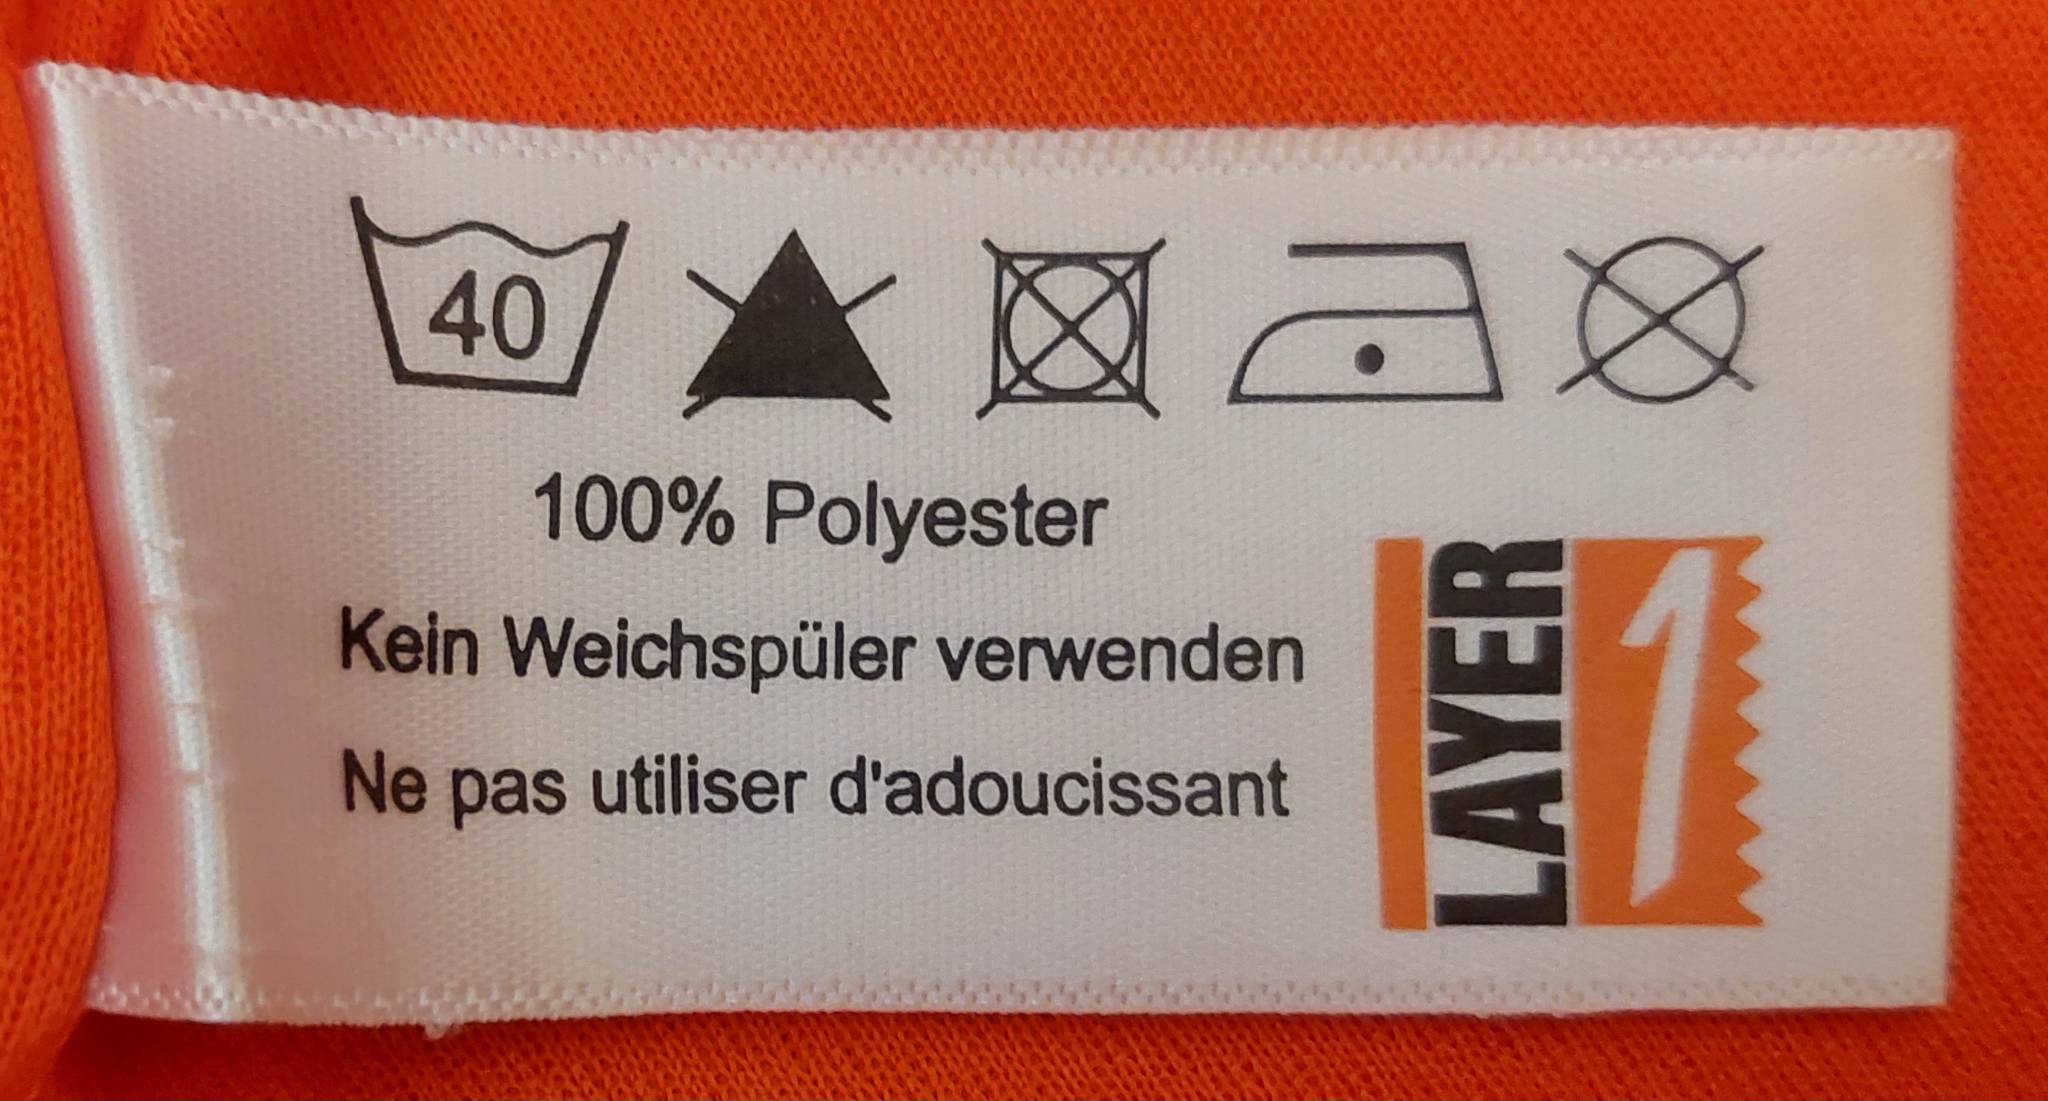 40
100% Polyester
Kein Weichspüler verwenden
Ne pas utiliser d'adoucissant
LAYER
1